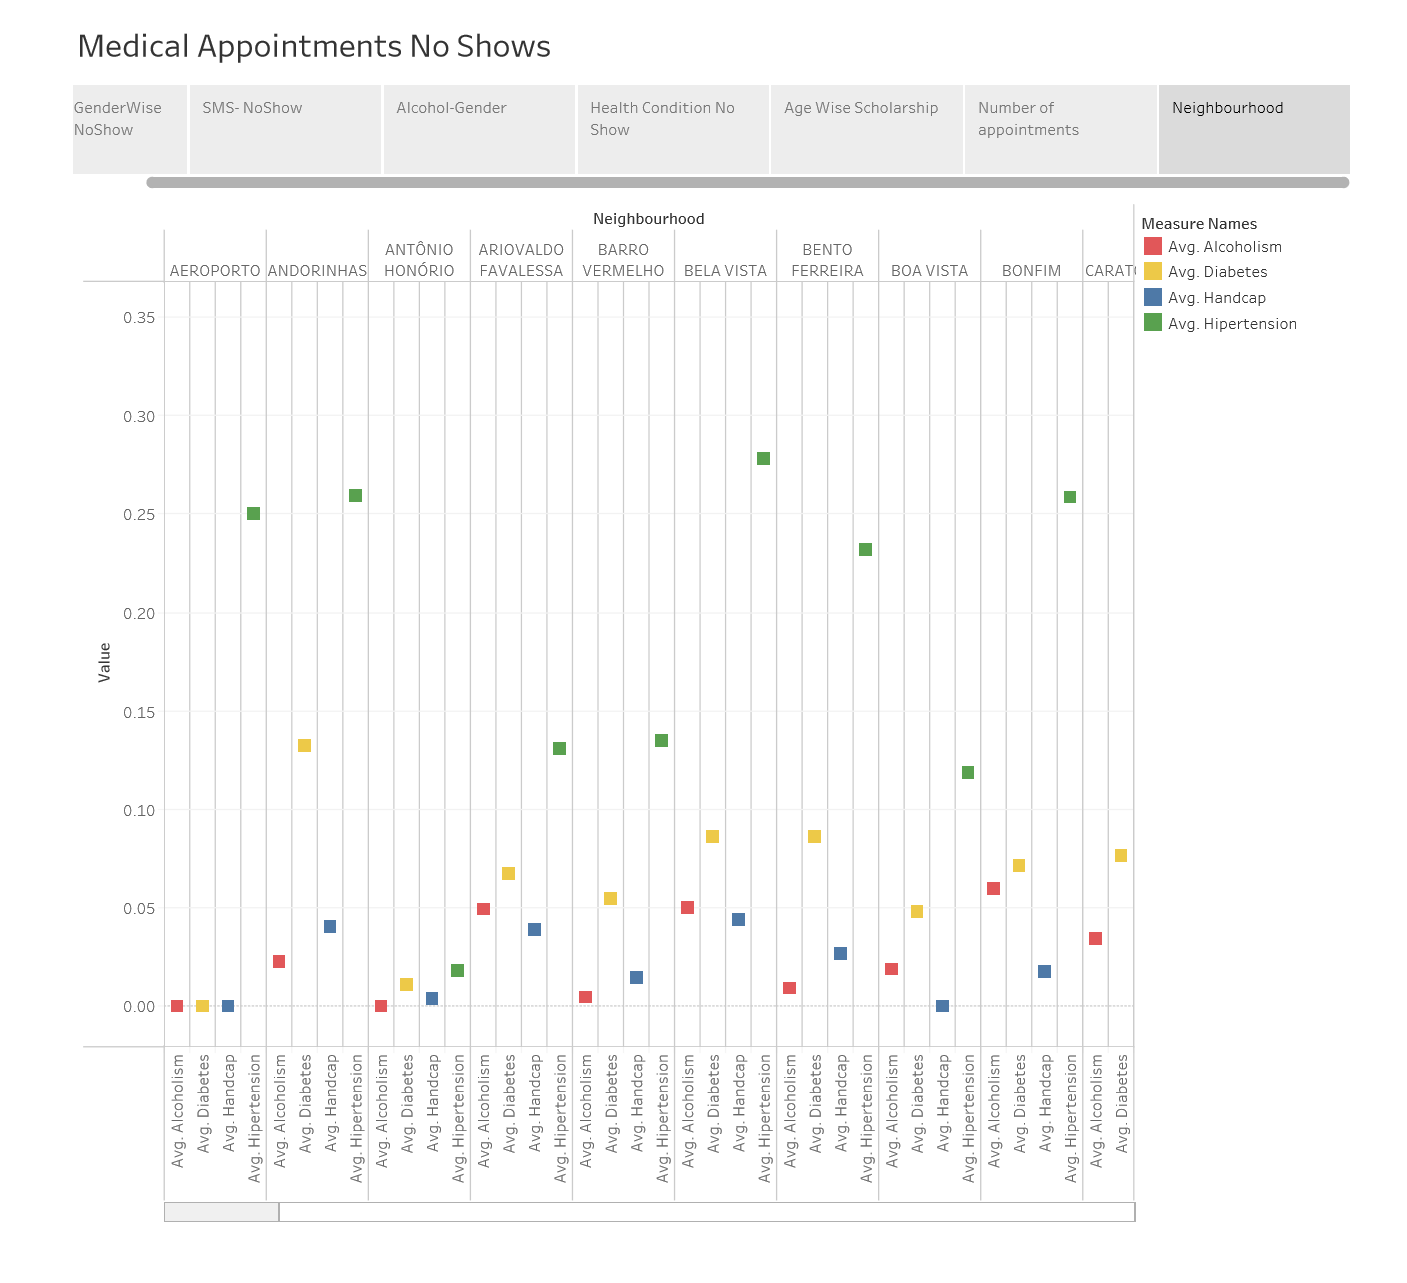 Medical Appointments No Shows
GenderWise
NoShow
SMS- NoShow
Alcohol-Gender
Health Condition No
Show
Age Wise Scholarship
Number of
appointments
Neighbourhood
Neighbourhood
AEROPORTO
ANDORINHAS
ANTÔNIO
HONÓRIO
ARIOVALDO
FAVALESSA
BARRO
VERMELHO
BELA VISTA
BENTO
FERREIRA
BOA VISTA
BONFIM
Measure Names
Avg. Alcoholism
Avg. Diabetes
Avg. Handcap
Avg. Hipertension
Value
0.35
0.30
0.25
0.20
0.15
0.10
0.05
0.00
Avg. Alcoholism
Avg. Diabetes
Avg. Handcap
Avg. Hipertension
Avg. Alcoholism
Avg. Diabetes
Avg. Handcap
Avg. Hipertension
Avg. Alcoholism
Avg. Diabetes
Avg. Handcap
Avg. Hipertension
Avg. Alcoholism
Avg. Diabetes
Avg. Handcap
Avg. Hipertension
Avg. Alcoholism
Avg. Diabetes
Avg. Handcap
Avg. Hipertension
Avg. Alcoholism
Avg. Diabetes
Avg. Handcap
Avg. Hipertension
Avg. Alcoholism
Avg. Diabetes
Avg. Handcap
Avg. Hipertension
Avg. Alcoholism
Avg. Diabetes
Avg. Handcap
Avg. Hipertension
Avg. Alcoholism
Avg. Diabetes
Avg. Handcap
Avg. Hipertension
Avg. Alcoholism
Avg. Diabetes